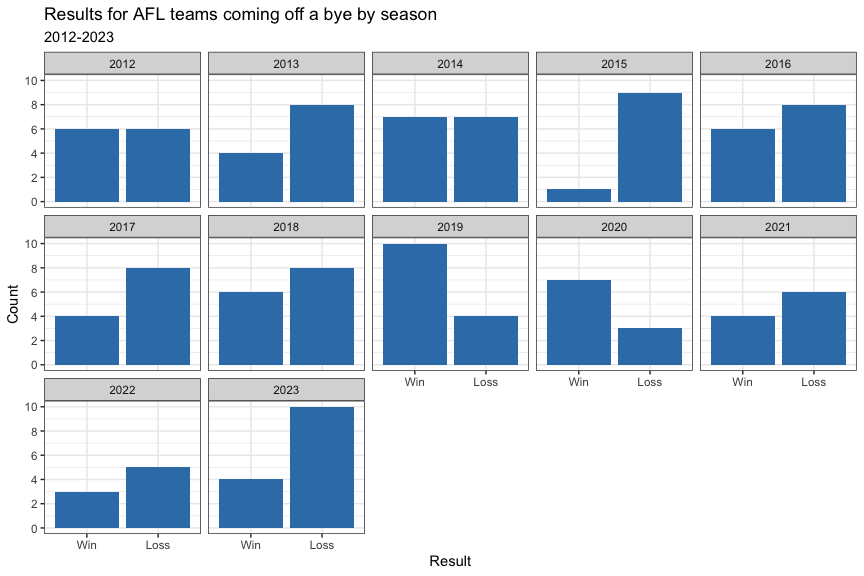 Results for AFL teams coming off a bye by season
2012-2023
2012 2013 2014 2015 2016
10
8
6
4
2
0
2017 2018 2019 2020 2021
10
8
6
4
2
0
Win Loss Win Loss Win Loss
2022 2023
10
8
6
4
2
0
Win Loss Win Loss
Count
Result